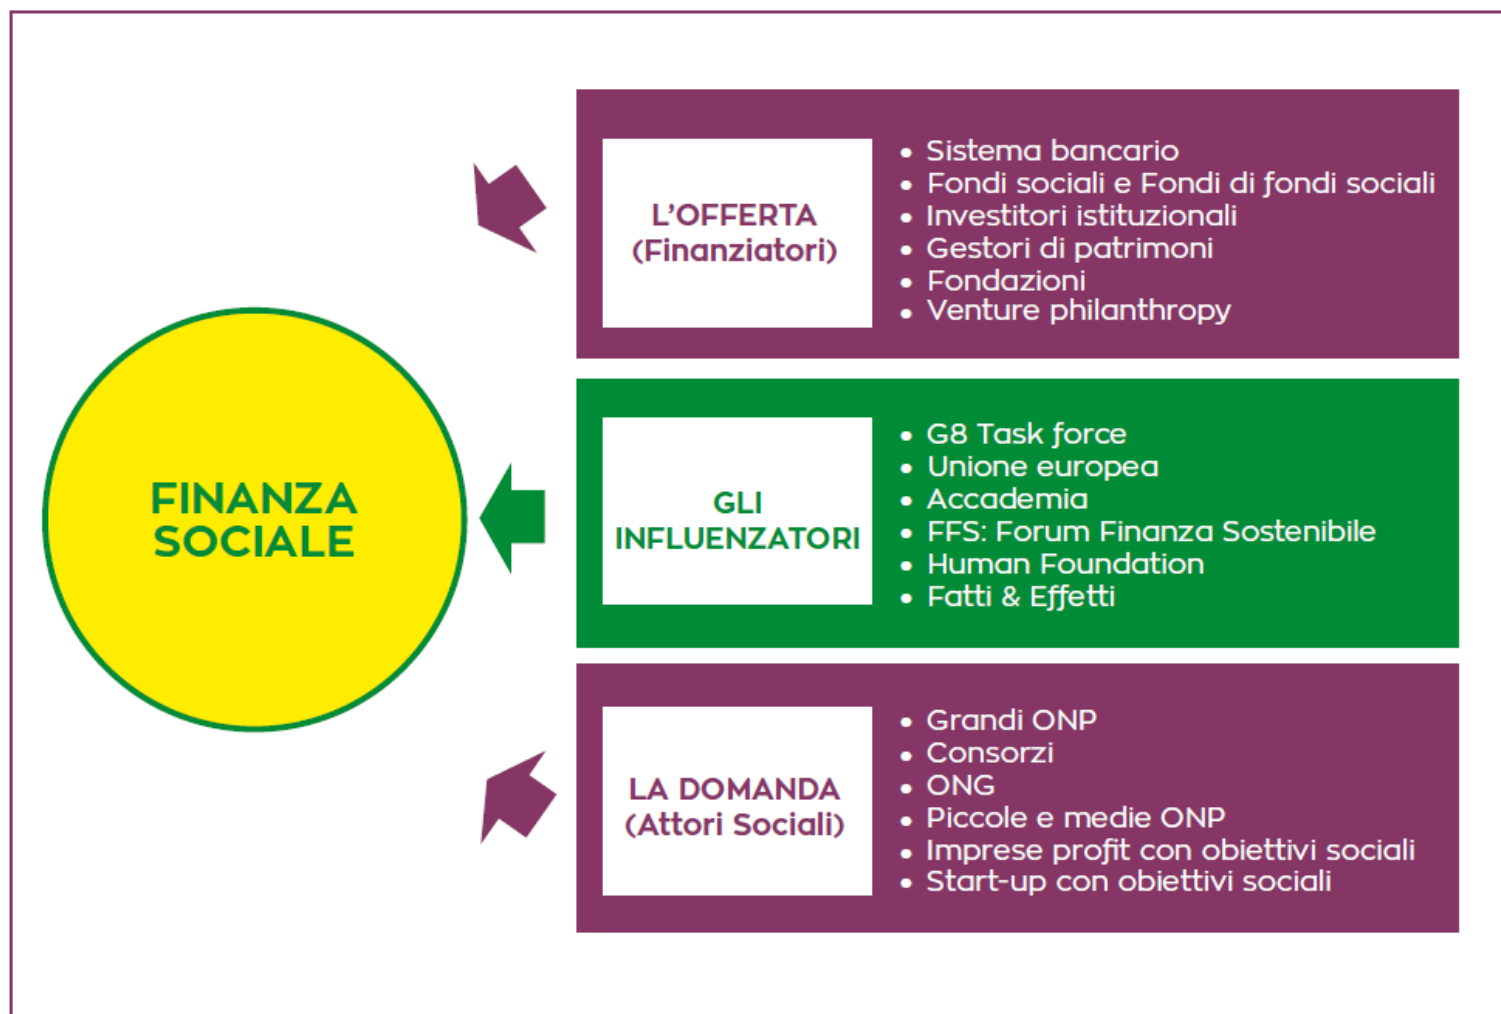 FINANZA
SOCIALE
L'OFFERTA
(Finanziatori)
• Sistema bancario
• Fondi sociali e Fondi di fondi sociali
• Investitori istituzionali
• Gestori di patrimoni
• Fondazioni
• Venture philanthropy
GLI
INFLUENZATORI
• G8 Task force
• Unione europea
• Accademia
• FFS: Forum Finanza Sostenibile
• Human Foundation
• Fatti & Effetti
LA DOMANDA
(Attori Sociali)
• Grandi ONP
• Consorzi
• ONG
• Piccole e medie ONP
• Imprese profit con obiettivi sociali
• Start-up con obiettivi sociali